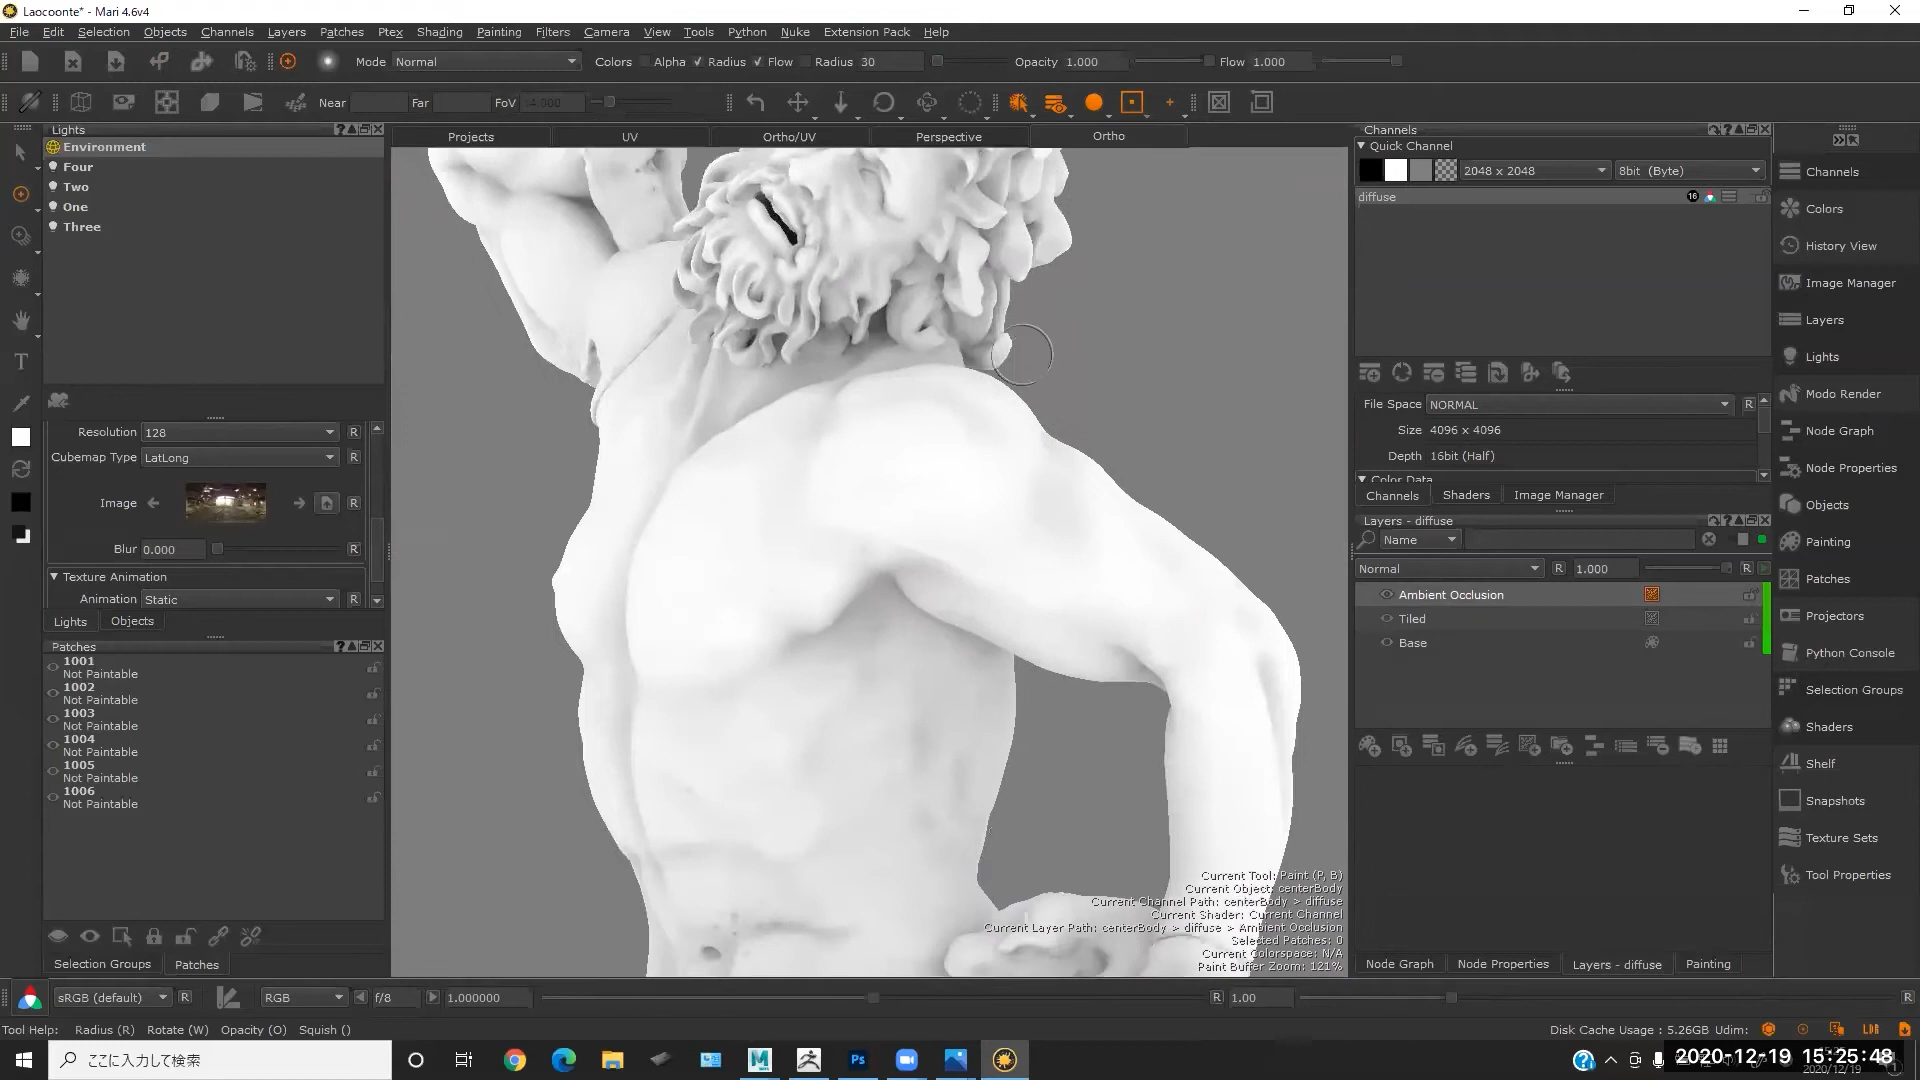 Laocoonte* - Mari 4.6v4
File Edit Selection Objects Channels Layers Patches Ptex Shading Painting Filters Camera View Tools Python Nuke Extension Pack Help
Mode Normal Colors Alpha Radius Flow Radius 30 Opacity 1.000 Flow 1.000
Near Far FoV
Lights
Environment
Four
Two
One
Three
Resolution 128 R
Cubemap Type LatLong R
Image R
Blur 0.000 R
Texture Animation
Animation Static R
Lights Objects
Patches
1001
Not Paintable
1002
Not Paintable
1003
Not Paintable
1004
Not Paintable
1005
Not Paintable
1006
Not Paintable
Selection Groups Patches
Projects UV Ortho/UV Perspective Ortho
Current Tool: Paint (P, B)
Current Object: centerBody
Current Channel Path: centerBody > diffuse
Current Shader: Current Channel
Current Layer Path: centerBody > diffuse > Ambient Occlusion
Selected Patches: 0
Current Colorspace: N/A
Paint Buffer Zoom: 121%
Channels
Quick Channel
2048 x 2048 8bit (Byte)
diffuse 16
File Space NORMAL R
Size 4096 x 4096
Depth 16bit (Half)
Color Data
Channels Shaders Image Manager
Layers - diffuse
Name
Normal R 1.000 R
Ambient Occlusion
Tiled
Base
Node Graph Node Properties Layers - diffuse Painting
Channels
Colors
History View
Image Manager
Layers
Lights
Modo Render
Node Graph
Node Properties
Objects
Painting
Patches
Projectors
Python Console
Selection Groups
Shaders
Shelf
Snapshots
Texture Sets
Tool Properties
sRGB (default) R RGB f/8 1.000000 R 1.00 R
Tool Help: Radius (R) Rotate (W) Opacity (O) Squish () Disk Cache Usage : 5.26GB Udim: LDR
ここに入力して検索
2020-12-19 15:25:48
2020/12/19